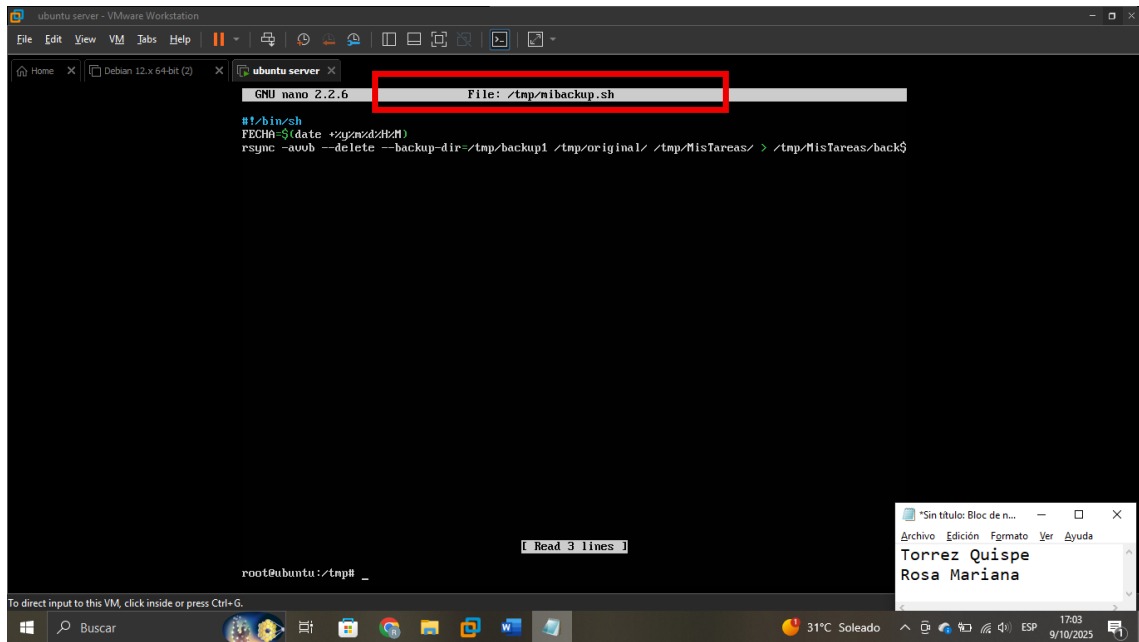 ubuntu server - VMware Workstation
File Edit View VM Tabs Help
Home Debian 12.x 64-bit (2) ubuntu server
GNU nano 2.2.6 File: /tmp/mibackup.sh
#!/bin/sh
FECHA=$(date +%y%m%d%H%M)
rsync -avvb --delete --backup-dir=/tmp/backup1 /tmp/original/ /tmp/MisTareas/ > /tmp/MisTareas/back$
[ Read 3 lines ]
root@ubuntu:/tmp# _
*Sin título: Bloc de n...
Archivo Edición Formato Ver Ayuda
Torrez Quispe
Rosa Mariana
To direct input to this VM, click inside or press Ctrl+G.
Buscar
31°C Soleado
ESP
17:03
9/10/2025